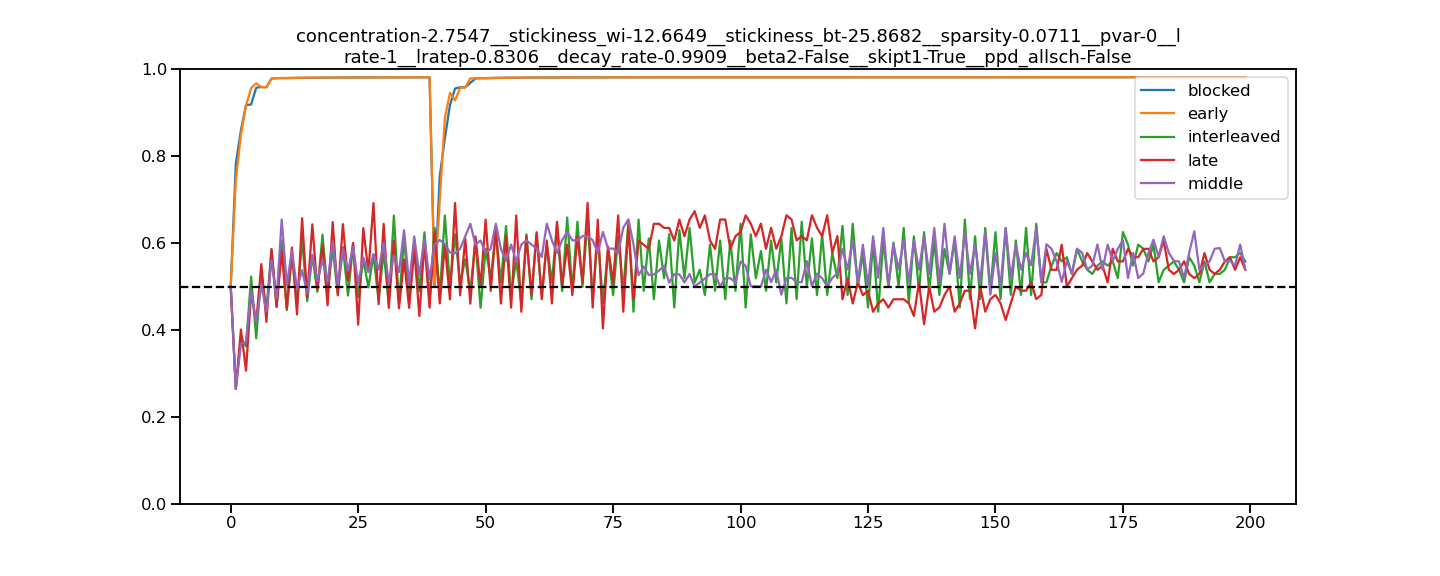 concentration-2.7547__stickiness_wi-12.6649__stickiness_bt-25.8682__sparsity-0.0711__pvar-0__l
rate-1__lratep-0.8306__decay_rate-0.9909__beta2-False__skipt1-True__ppd_allsch-False
1.0
0.8
0.6
0.4
0.2
0.0
blocked
early
interleaved
late
middle
0 25 50 75 100 125 150 175 200